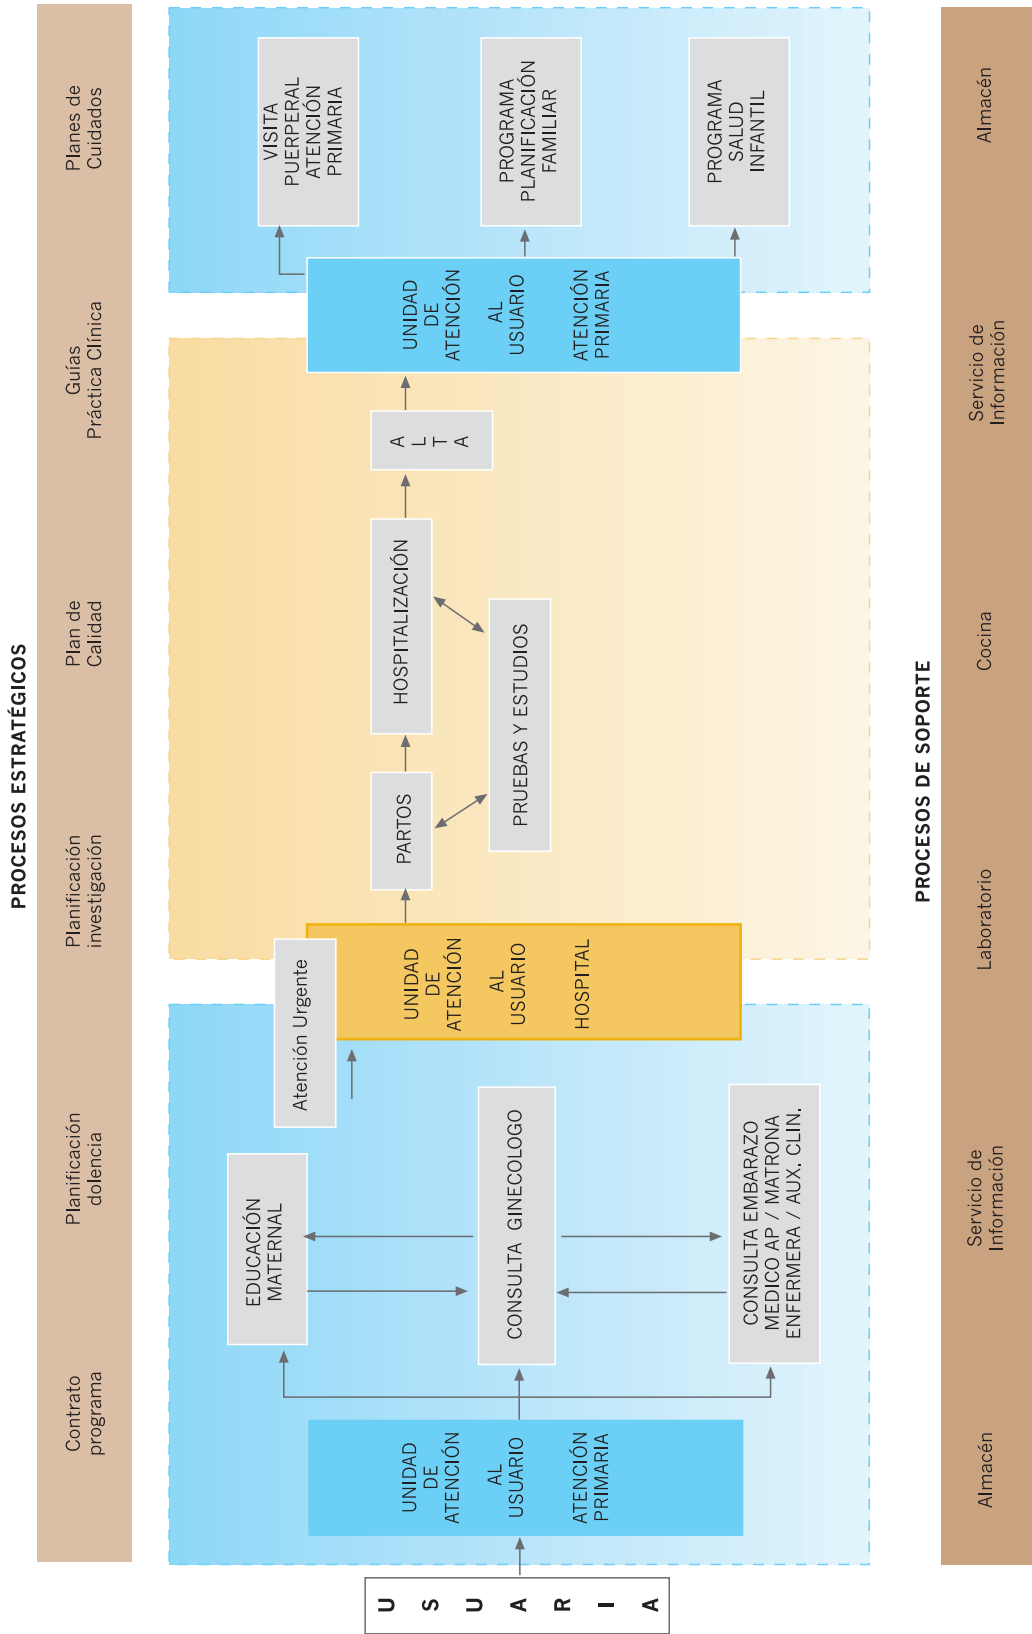 PROCESOS ESTRATÉGICOS
Contrato
programa
Planificación
dolencia
Planificación
investigación
Plan de
Calidad
Guías
Práctica Clínica
Planes de
Cuidados
U
S
U
A
R
I
A
UNIDAD
DE
ATENCIÓN
AL
USUARIO
ATENCIÓN
PRIMARIA
EDUCACIÓN
MATERNAL
CONSULTA GINECOLOGO
CONSULTA EMBARAZO
MEDICO AP / MATRONA
ENFERMERA / AUX. CLIN.
Atención Urgente
UNIDAD
DE
ATENCIÓN
AL
USUARIO
HOSPITAL
PARTOS
HOSPITALIZACIÓN
PRUEBAS Y ESTUDIOS
A
L
T
A
UNIDAD
DE
ATENCIÓN
AL
USUARIO
ATENCIÓN
PRIMARIA
VISITA
PUERPERAL
ATENCIÓN
PRIMARIA
PROGRAMA
PLANIFICACIÓN
FAMILIAR
PROGRAMA
SALUD
INFANTIL
PROCESOS DE SOPORTE
Almacén
Servicio de
Información
Laboratorio
Cocina
Servicio de
Información
Almacén